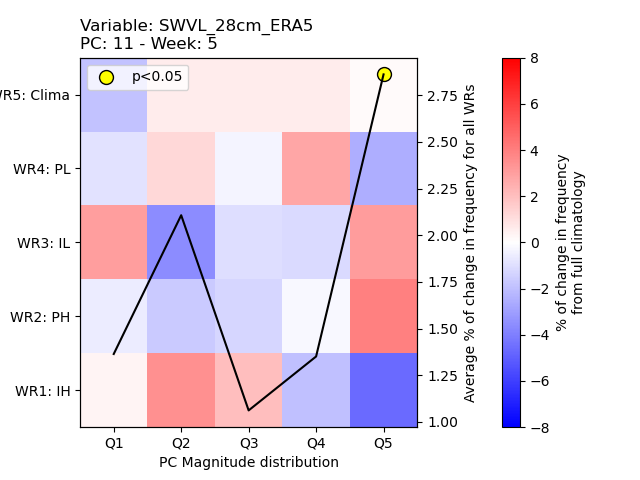 Variable: SWVL_28cm_ERA5
PC: 11 - Week: 5
p<0.05
WR5: Clima
WR4: PL
WR3: IL
WR2: PH
WR1: IH
Q1 Q2 Q3 Q4 Q5
PC Magnitude distribution
2.75
2.50
2.25
2.00
1.75
1.50
1.25
1.00
Average % of change in frequency for all WRs
8
6
4
2
0
−2
−4
−6
−8
% of change in frequency
from full climatology